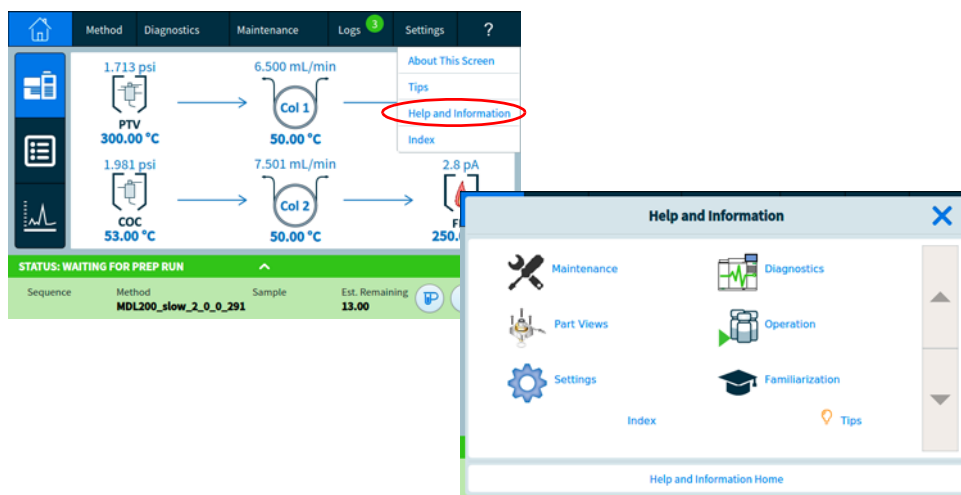 Method Diagnostics Maintenance Logs 3 Settings ?
About This Screen
Tips
Help and Information
Index
1.713 psi 6.500 mL/min
Col 1
PTV
300.00 °C 50.00 °C
1.981 psi 7.501 mL/min 2.8 pA
Col 2
COC
53.00 °C 50.00 °C 250.
STATUS: WAITING FOR PREP RUN
Sequence Method Sample Est. Remaining
MDL200_slow_2_0_0_291 13.00
Help and Information
Maintenance Diagnostics
Part Views Operation
Settings Familiarization
Index Tips
Help and Information Home